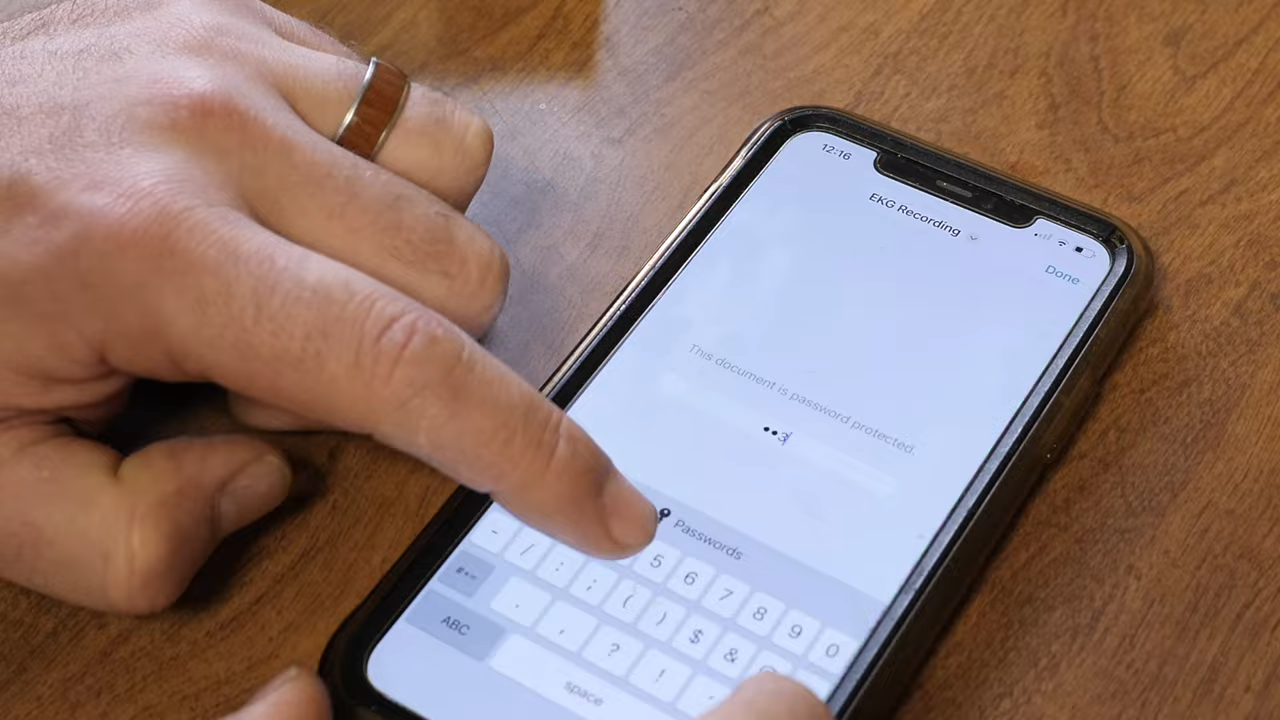 12:16
EKG Recording
Done
This document is password protected.
••3
Passwords
5 6 7 8 9 0
- / : ; ( ) $ &
#+=
. , ? !
ABC
space